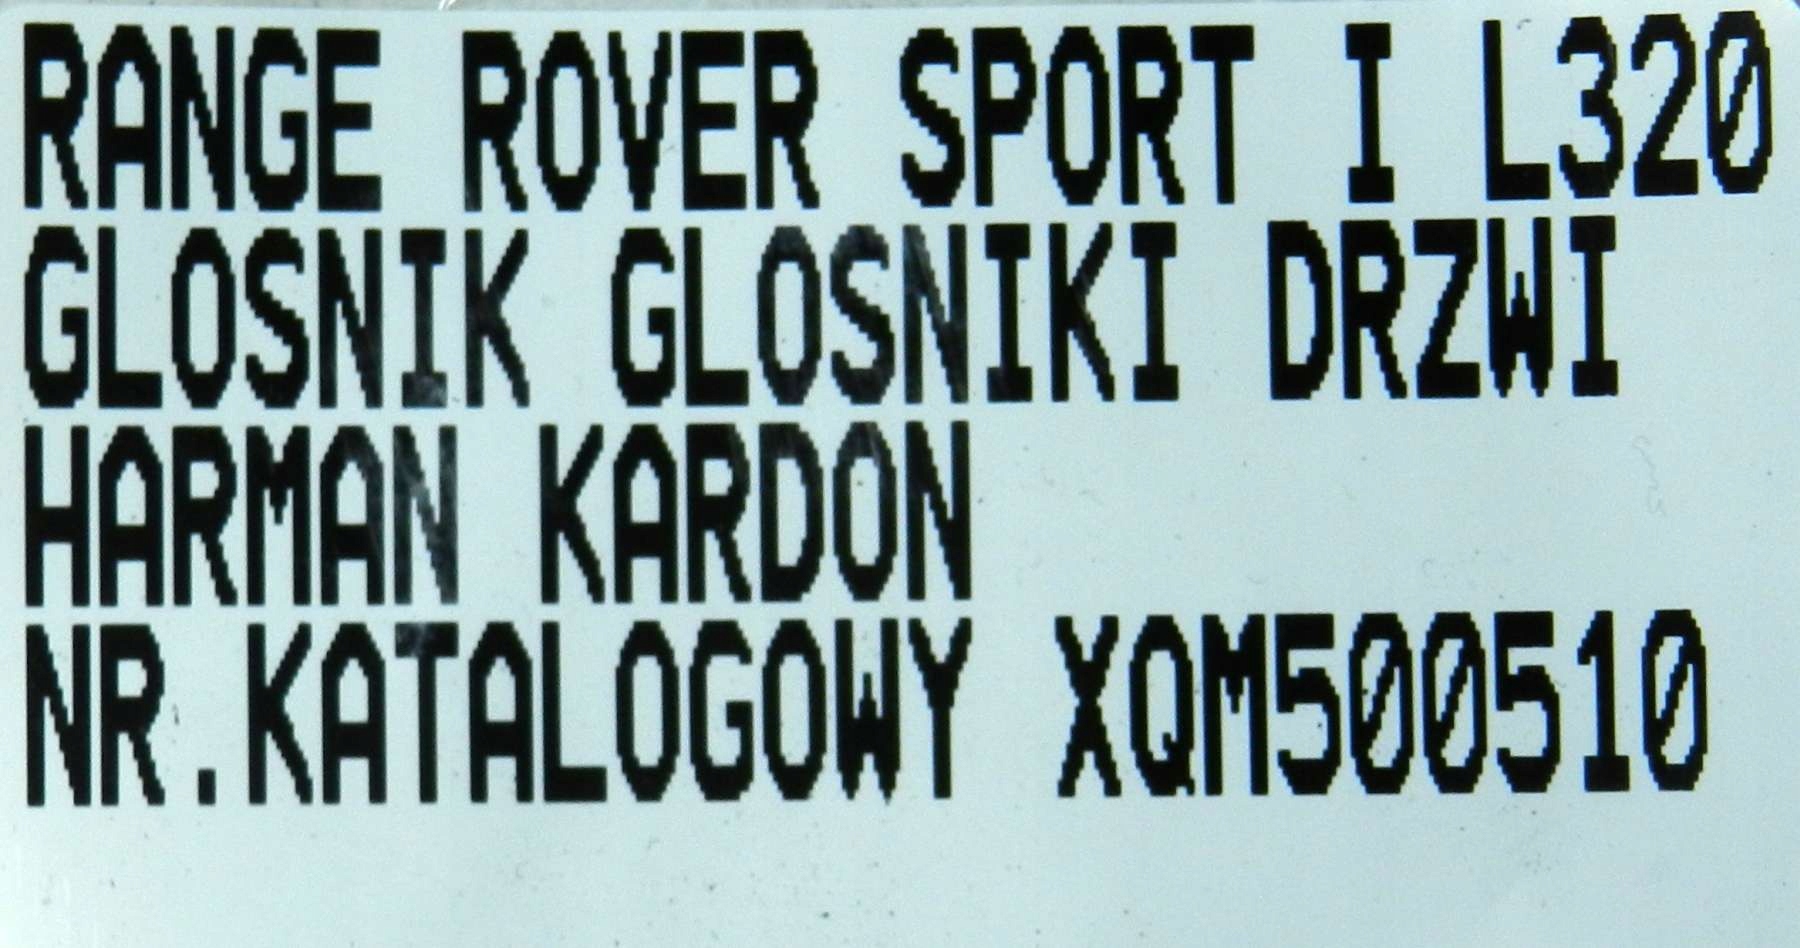 RANGE ROVER SPORT I L320
GLOSNIK GLOSNIKI DRZWI
HARMAN KARDON
NR.KATALOGOWY XQM500510